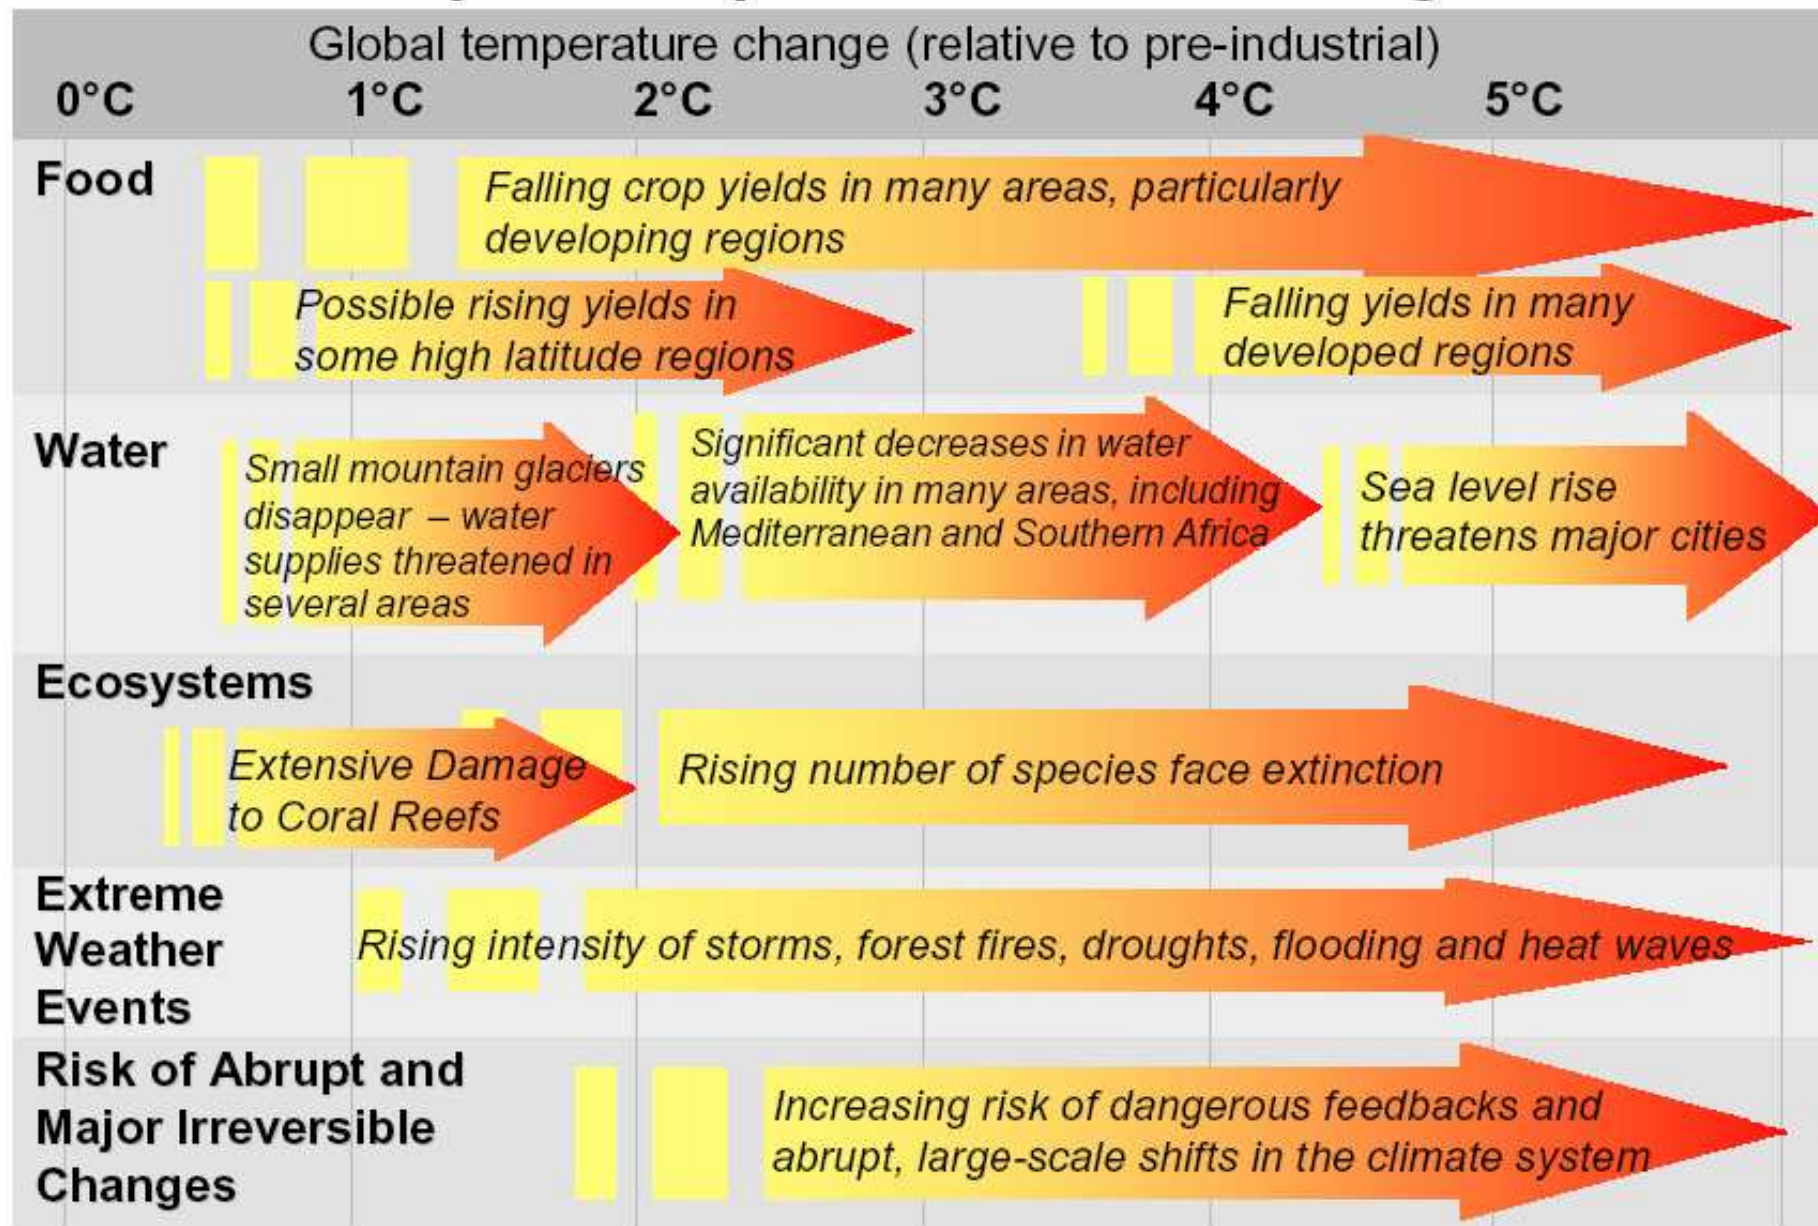 Global temperature change (relative to pre-industrial)
0°C 1°C 2°C 3°C 4°C 5°C
Food
Falling crop yields in many areas, particularly
developing regions
Possible rising yields in
some high latitude regions
Falling yields in many
developed regions
Water
Small mountain glaciers
disappear – water
supplies threatened in
several areas
Significant decreases in water
availability in many areas, including
Mediterranean and Southern Africa
Sea level rise
threatens major cities
Ecosystems
Extensive Damage
to Coral Reefs
Rising number of species face extinction
Extreme
Weather
Events
Rising intensity of storms, forest fires, droughts, flooding and heat waves
Risk of Abrupt and
Major Irreversible
Changes
Increasing risk of dangerous feedbacks and
abrupt, large-scale shifts in the climate system